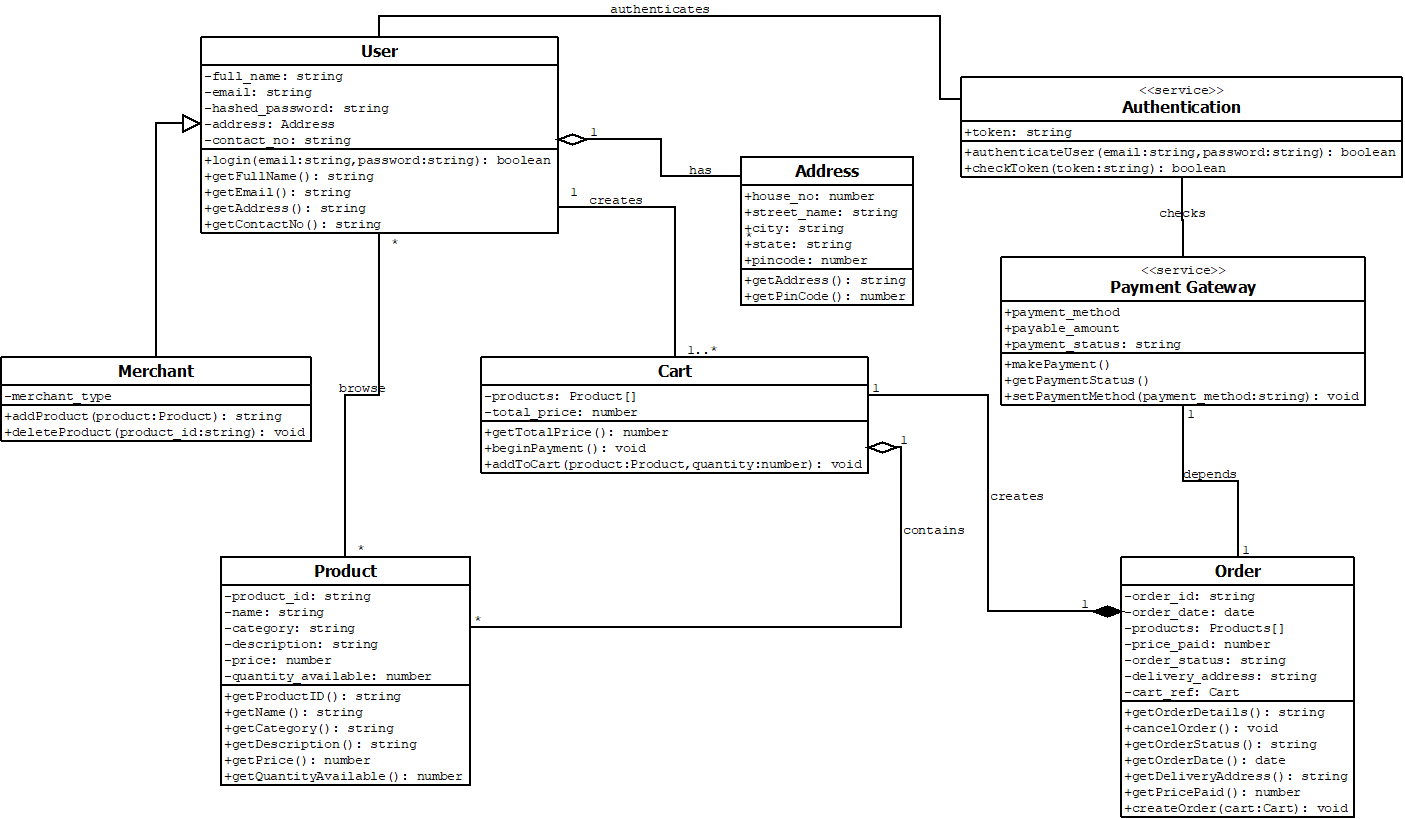 authenticates
User
-full_name: string
-email: string
-hashed_password: string
-address: Address
-contact_no: string
+login(email:string,password:string): boolean
+getFullName(): string
+getEmail(): string
+getAddress(): string
+getContactNo(): string
<<service>>
Authentication
+token: string
+authenticateUser(email:string,password:string): boolean
+checkToken(token:string): boolean
1
has
Address
+house_no: number
+street_name: string
+city: string
*
+state: string
+pincode: number
+getAddress(): string
+getPinCode(): number
1
creates
1..*
*
browse
*
checks
<<service>>
Payment Gateway
+payment_method
+payable_amount
+payment_status: string
+makePayment()
+getPaymentStatus()
+setPaymentMethod(payment_method:string): void
Merchant
-merchant_type
+addProduct(product:Product): string
+deleteProduct(product_id:string): void
Cart
-products: Product[]
-total_price: number
+getTotalPrice(): number
+beginPayment(): void
+addToCart(product:Product,quantity:number): void
1
creates
1
1
contains
*
1
depends
1
Product
-product_id: string
-name: string
-category: string
-description: string
-price: number
-quantity_available: number
+getProductID(): string
+getName(): string
+getCategory(): string
+getDescription(): string
+getPrice(): number
+getQuantityAvailable(): number
Order
-order_id: string
-order_date: date
-products: Products[]
-price_paid: number
-order_status: string
-delivery_address: string
-cart_ref: Cart
+getOrderDetails(): string
+cancelOrder(): void
+getOrderStatus(): string
+getOrderDate(): date
+getDeliveryAddress(): string
+getPricePaid(): number
+createOrder(cart:Cart): void